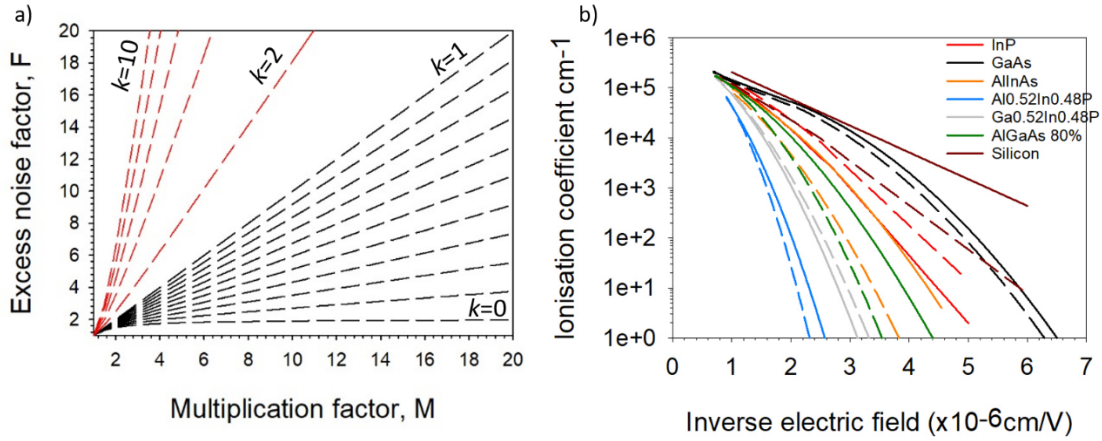 a)
20
18
16
14
12
10
8
6
4
2
Excess noise factor, F
k=10
k=2
k=1
k=0
2 4 6 8 10 12 14 16 18 20
Multiplication factor, M
b)
1e+6
1e+5
1e+4
1e+3
1e+2
1e+1
1e+0
Ionisation coefficient cm-1
InP
GaAs
AlInAs
Al0.52In0.48P
Ga0.52In0.48P
AlGaAs 80%
Silicon
0 1 2 3 4 5 6 7
Inverse electric field (x10-6cm/V)